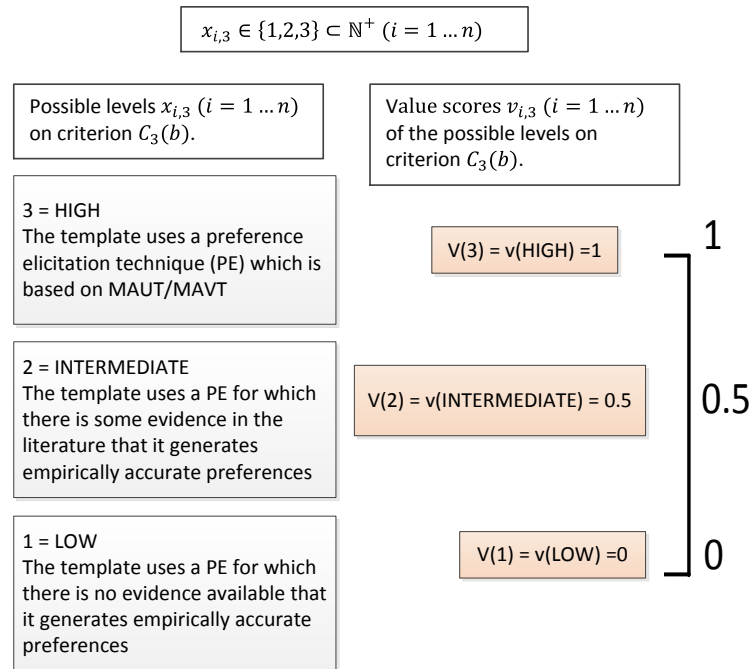 x_{i,3} ∈ {1,2,3} ⊂ ℕ⁺ (i = 1 … n)
Possible levels x_{i,3} (i = 1 … n)
on criterion C₃(b).
Value scores v_{i,3} (i = 1 … n)
of the possible levels on
criterion C₃(b).
3 = HIGH
The template uses a preference
elicitation technique (PE) which is
based on MAUT/MAVT
V(3) = v(HIGH) =1
1
2 = INTERMEDIATE
The template uses a PE for which
there is some evidence in the
literature that it generates
empirically accurate preferences
V(2) = v(INTERMEDIATE) = 0.5
0.5
1 = LOW
The template uses a PE for which
there is no evidence available that
it generates empirically accurate
preferences
V(1) = v(LOW) =0
0